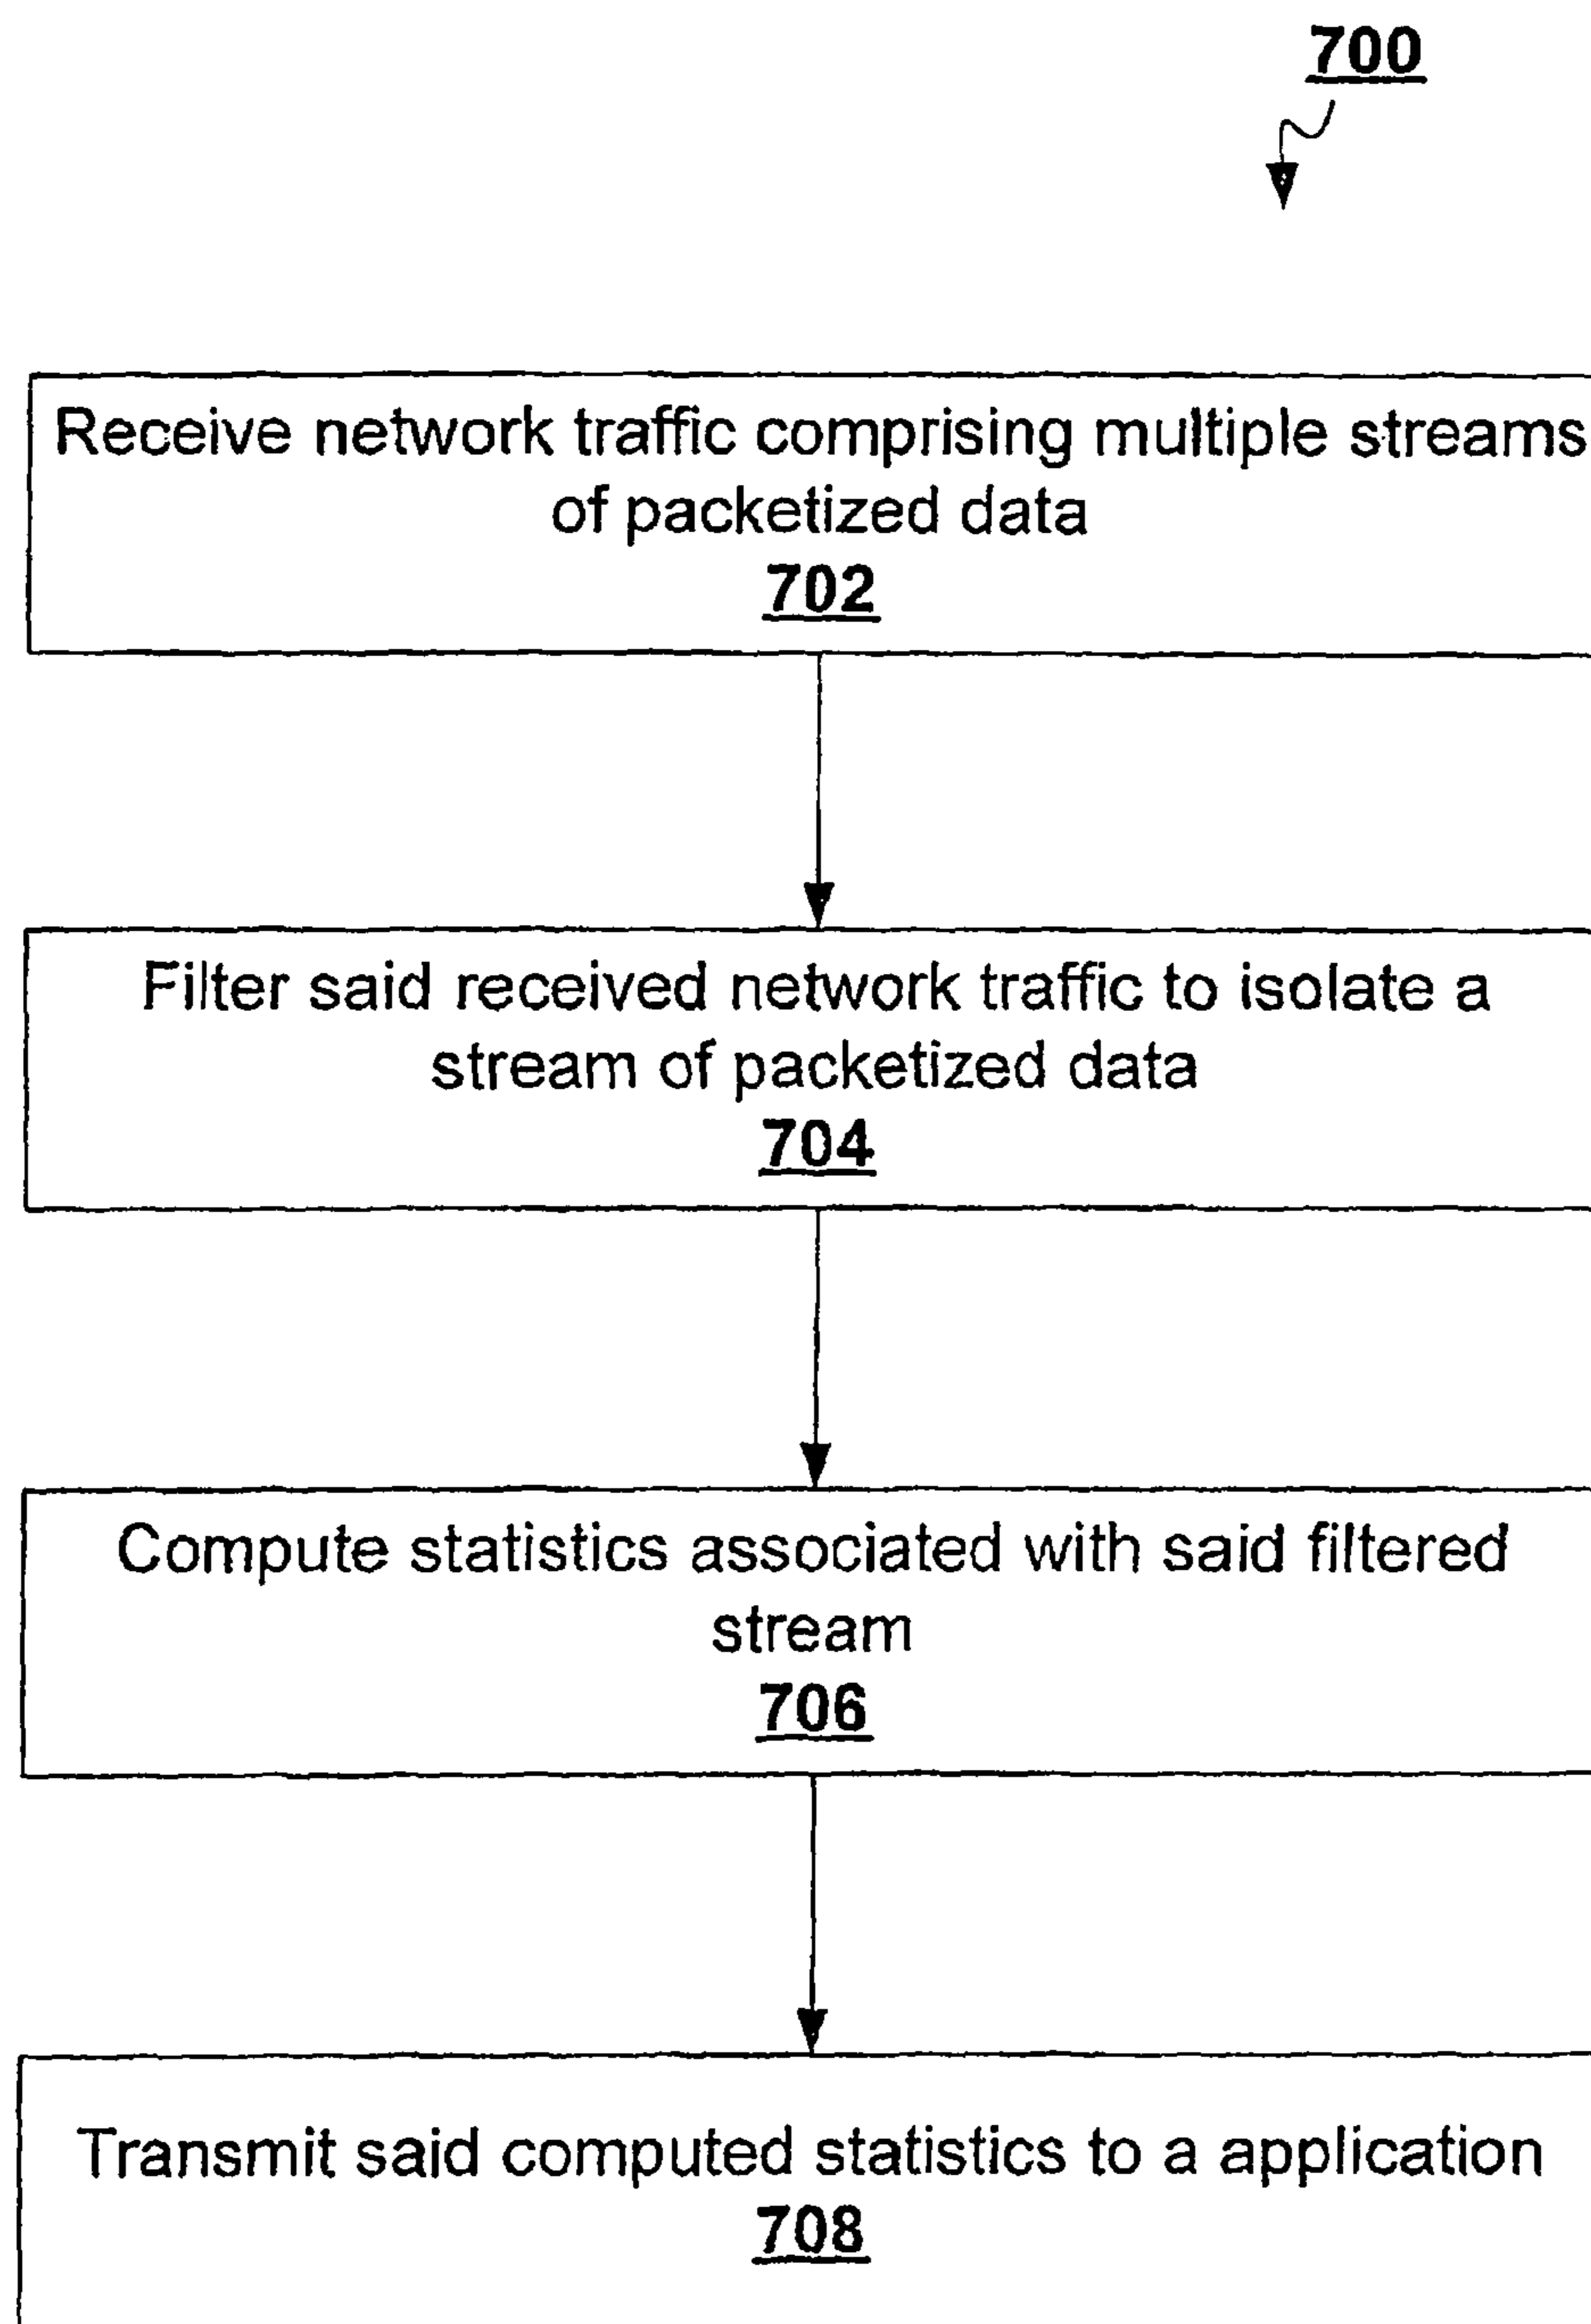 700
Receive network traffic comprising multiple streams
of packetized data
702
Filter said received network traffic to isolate a
stream of packetized data
704
Compute statistics associated with said filtered
stream
706
Transmit said computed statistics to a application
708